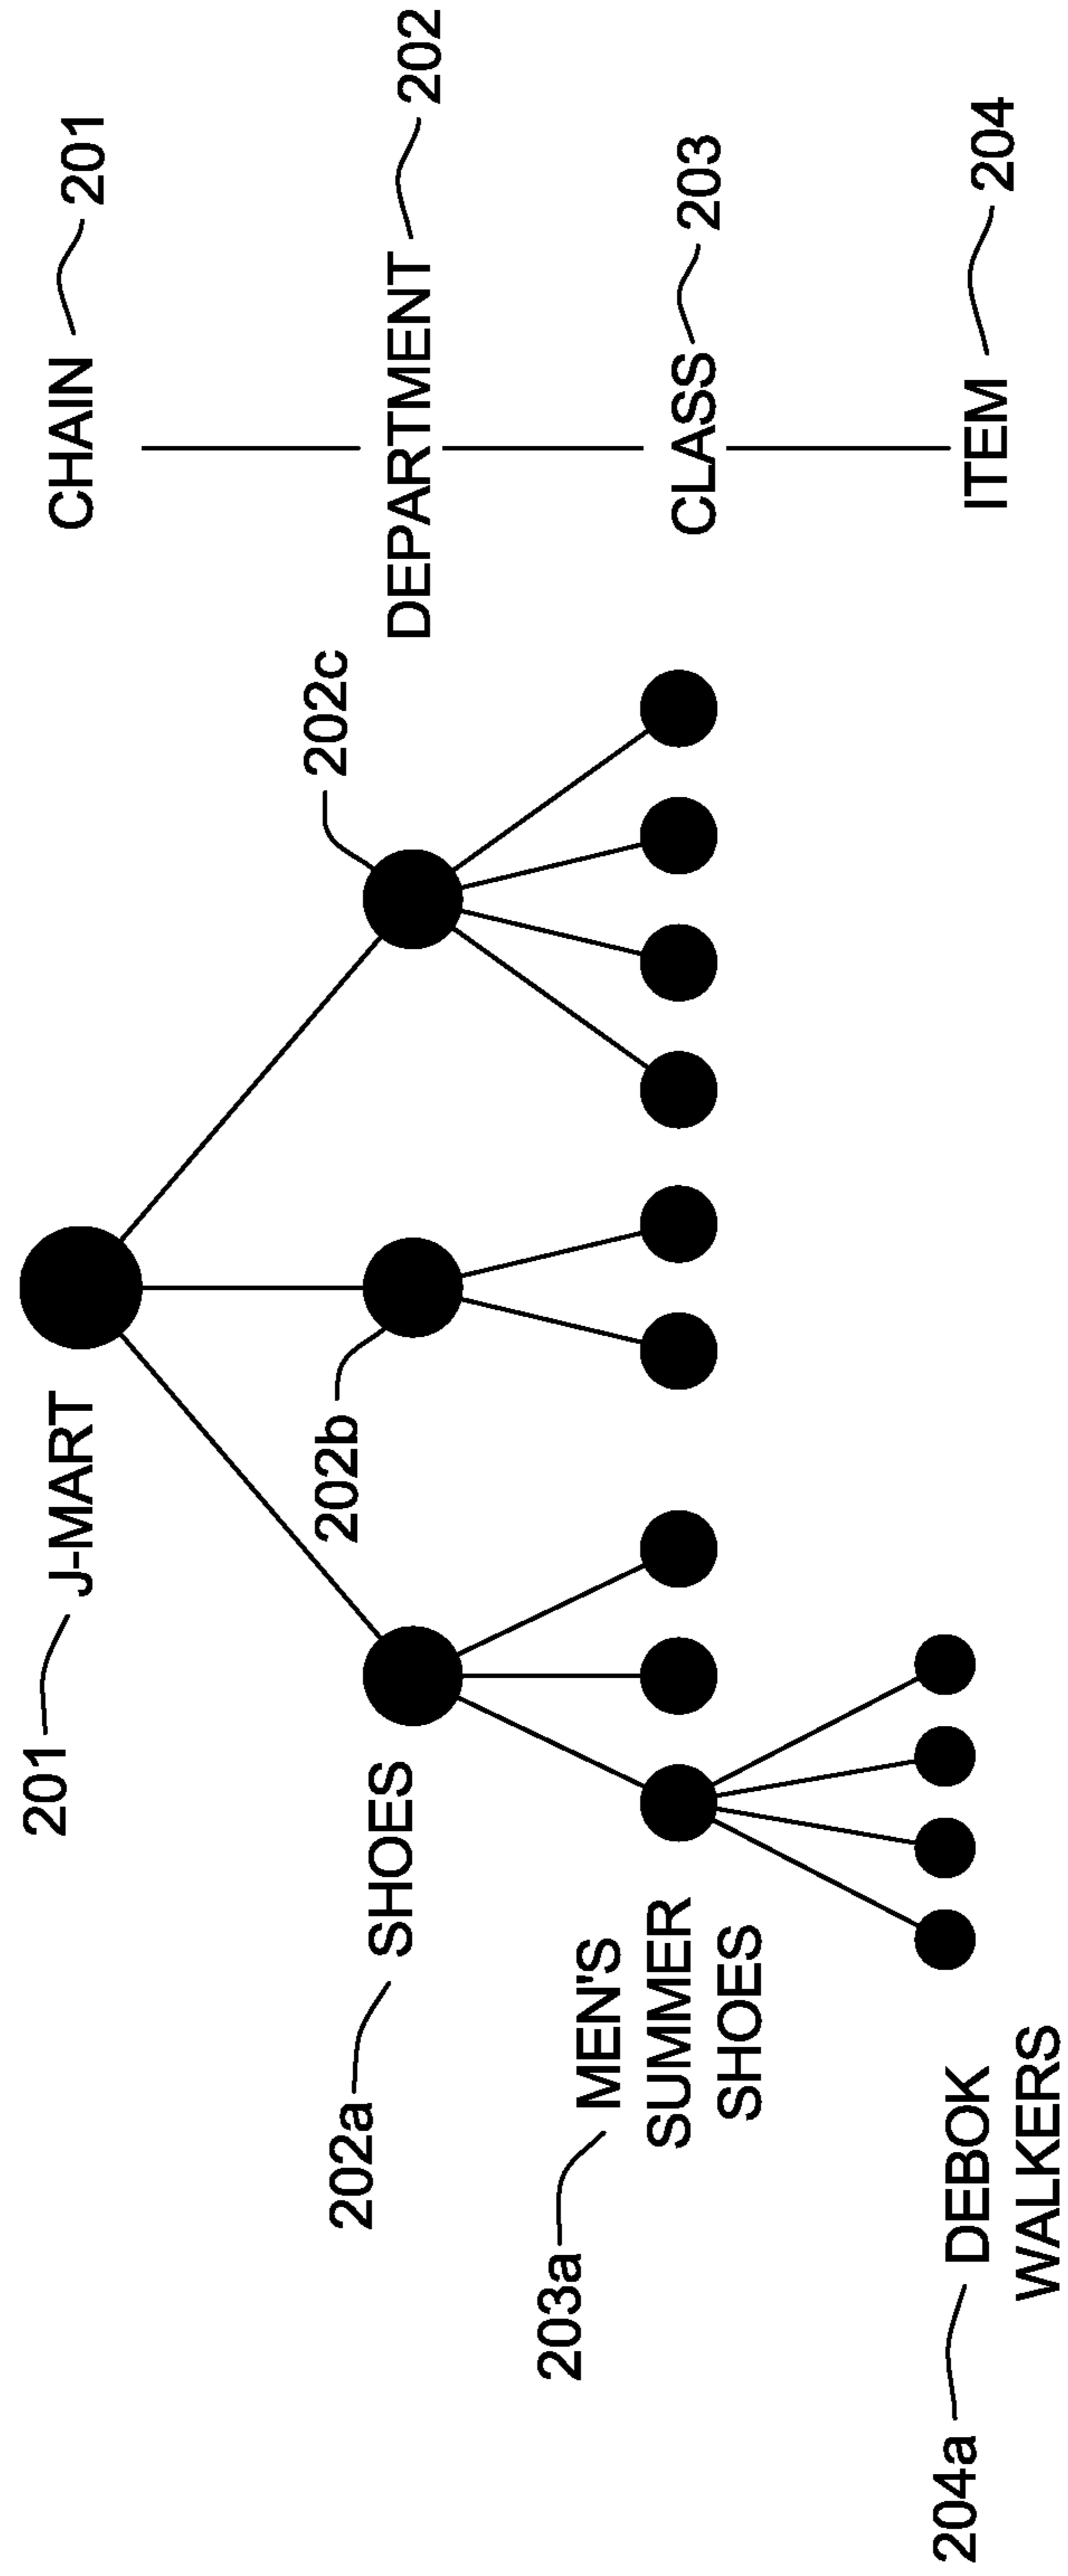 201
J-MART
CHAIN
201
202a
SHOES
202b
202c
DEPARTMENT
202
203a
MEN'S
SUMMER
SHOES
CLASS
203
204a
DEBOK
WALKERS
ITEM
204